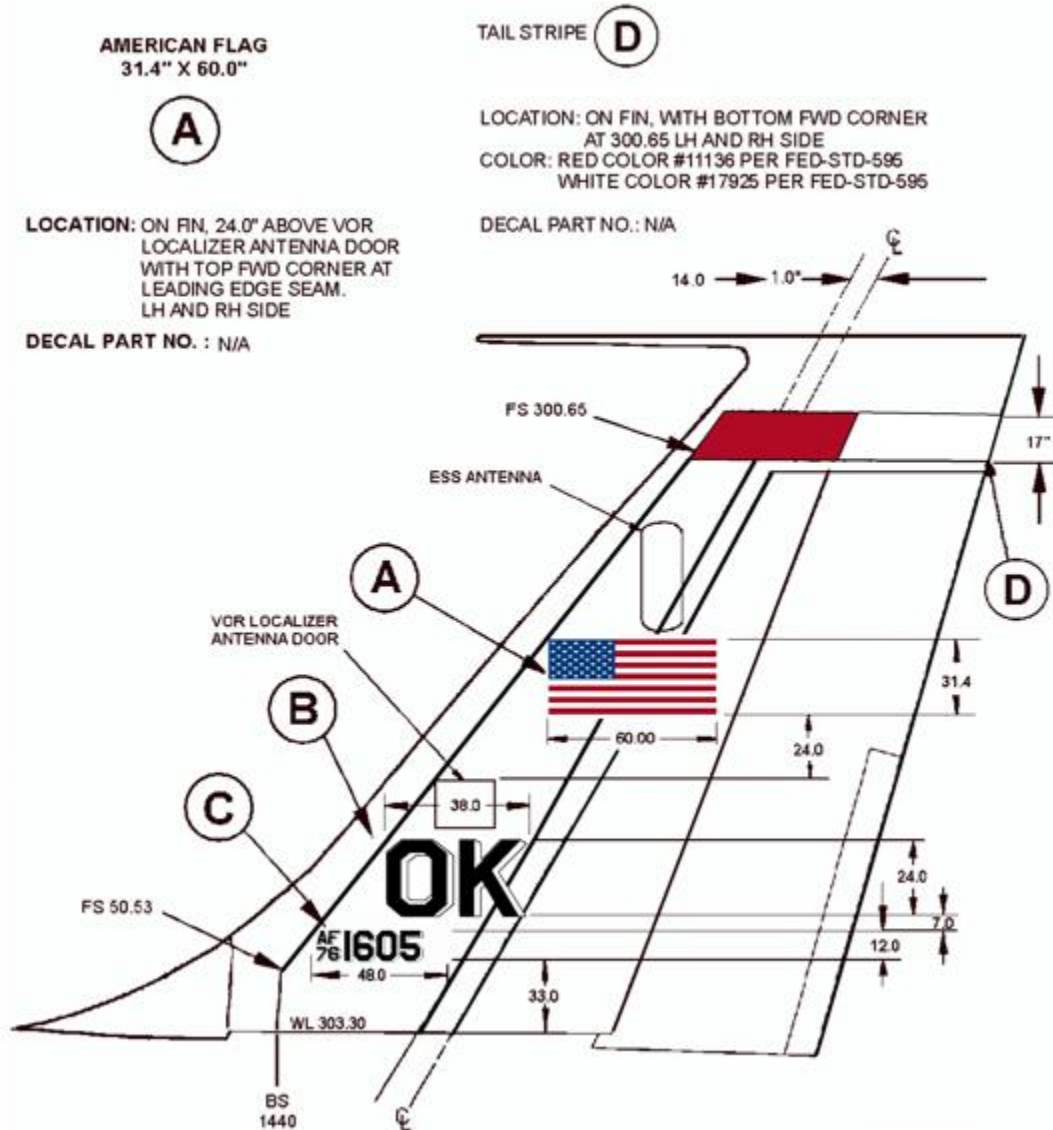 AMERICAN FLAG
31.4" X 60.0"
A
LOCATION: ON FIN, 24.0" ABOVE VOR
LOCALIZER ANTENNA DOOR
WITH TOP FWD CORNER AT
LEADING EDGE SEAM.
LH AND RH SIDE
DECAL PART NO. : N/A
TAIL STRIPE D
LOCATION: ON FIN, WITH BOTTOM FWD CORNER
AT 300.65 LH AND RH SIDE
COLOR: RED COLOR #11136 PER FED-STD-595
WHITE COLOR #17925 PER FED-STD-595
DECAL PART NO.: N/A
℄
14.0 1.0"
FS 300.65
17"
ESS ANTENNA
A
D
VOR LOCALIZER
ANTENNA DOOR
31.4
B
60.00
24.0
C
38.0
OK
24.0
FS 50.53
7.0
AF
76 1605
12.0
48.0
33.0
WL 303.30
BS
1440
℄